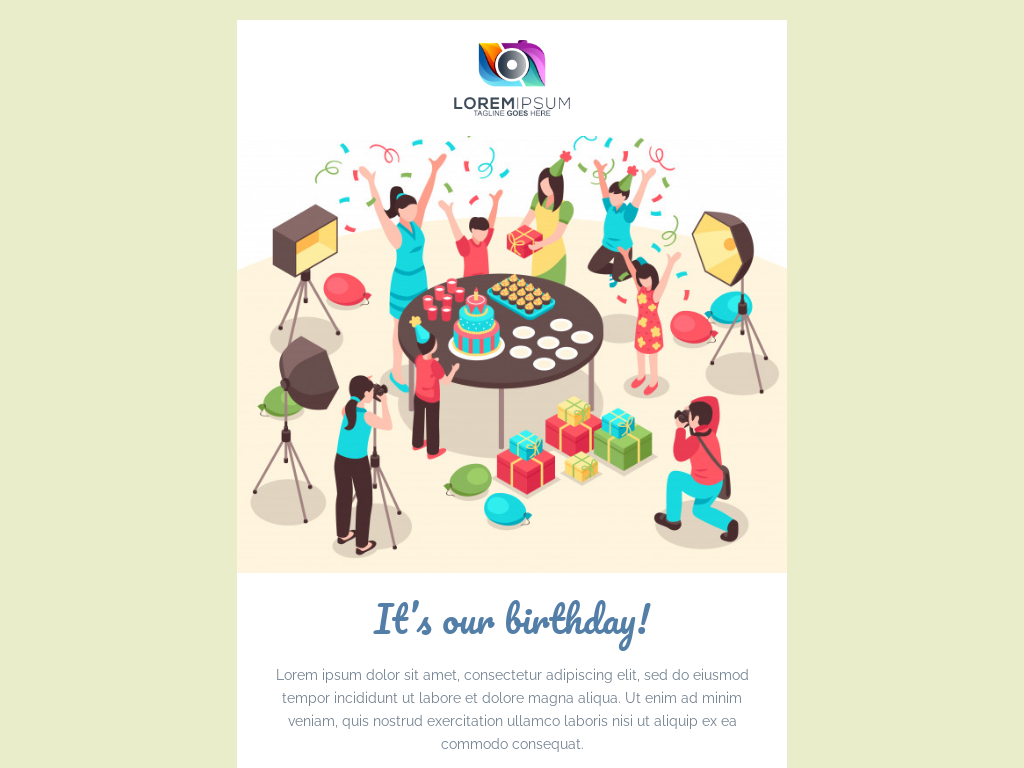 LOREMIPSUM
TAGLINE GOES HERE
It's our birthday!
Lorem ipsum dolor sit amet, consectetur adipiscing elit, sed do eiusmod
tempor incididunt ut labore et dolore magna aliqua. Ut enim ad minim
veniam, quis nostrud exercitation ullamco laboris nisi ut aliquip ex ea
commodo consequat.